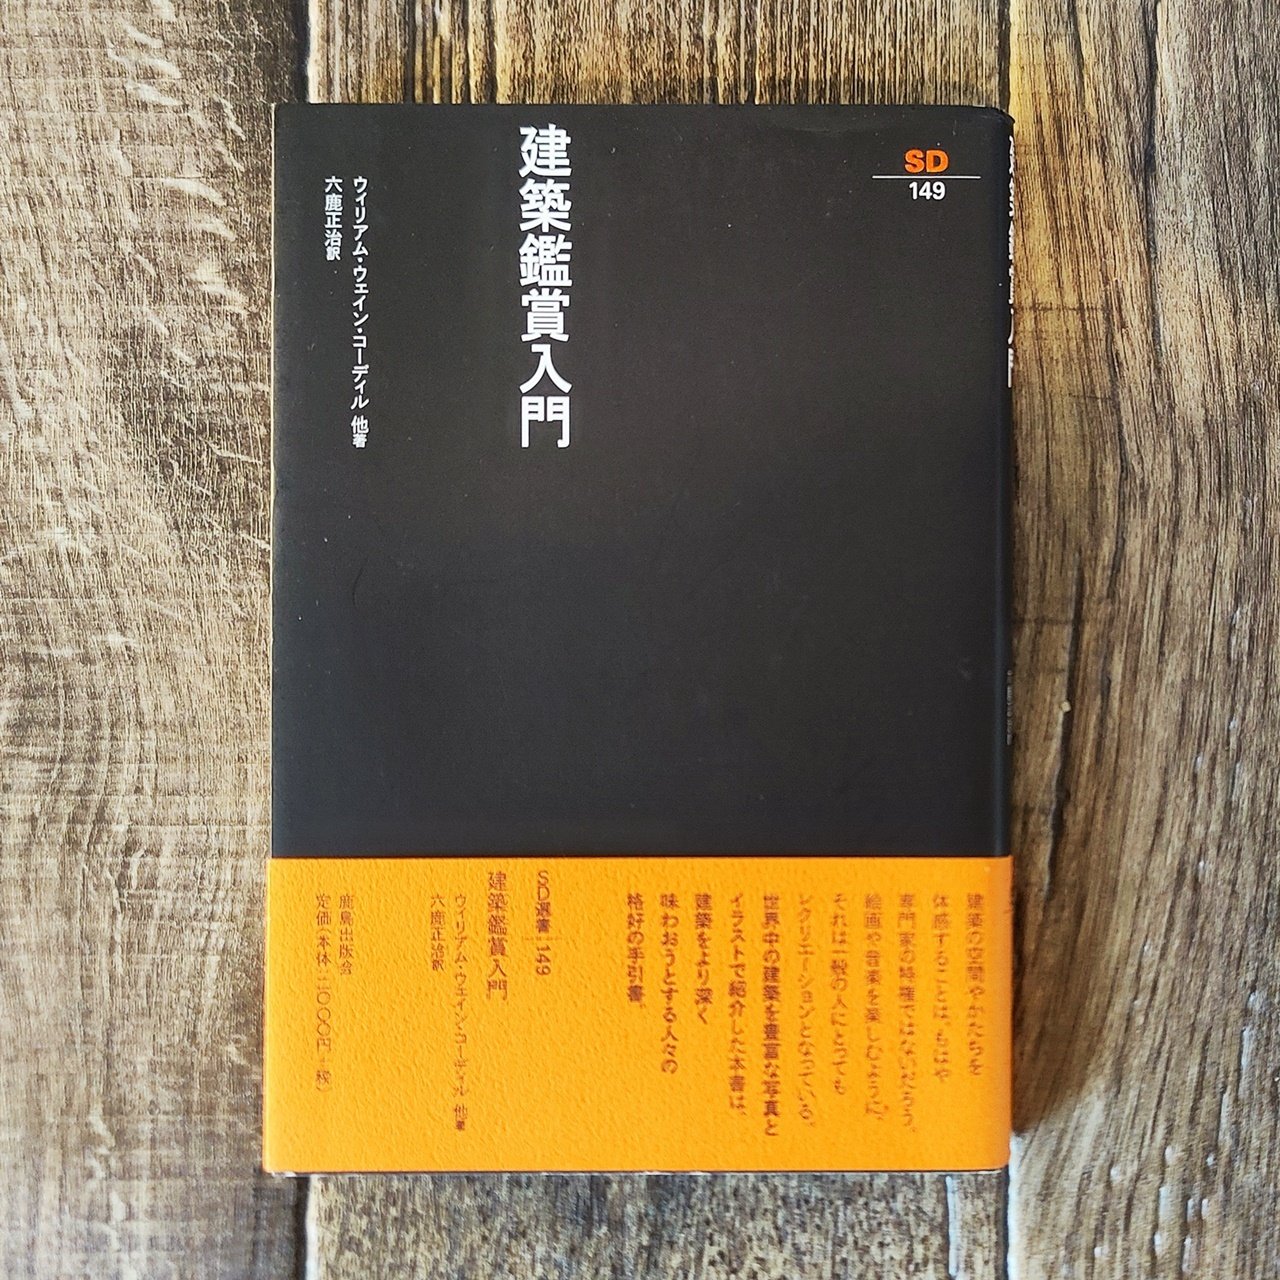 SD
149
建築鑑賞入門
ウィリアム・ウェイン・コーディル 他著
六鹿正治訳
建築の空間やかたちを
体感することは、もはや
専門家の特権ではないだろう。
絵画や音楽を楽しむように、
それは一般の人にとっても
レクリエーションとなっている。
世界中の建築を豊富な写真と
イラストで紹介した本書は、
建築をより深く
味わおうとする人々の
格好の手引書。
SD選書 149
建築鑑賞入門
ウィリアム・ウェイン・コーディル 他著
六鹿正治訳
鹿島出版会
定価(本体二〇〇〇円+税)